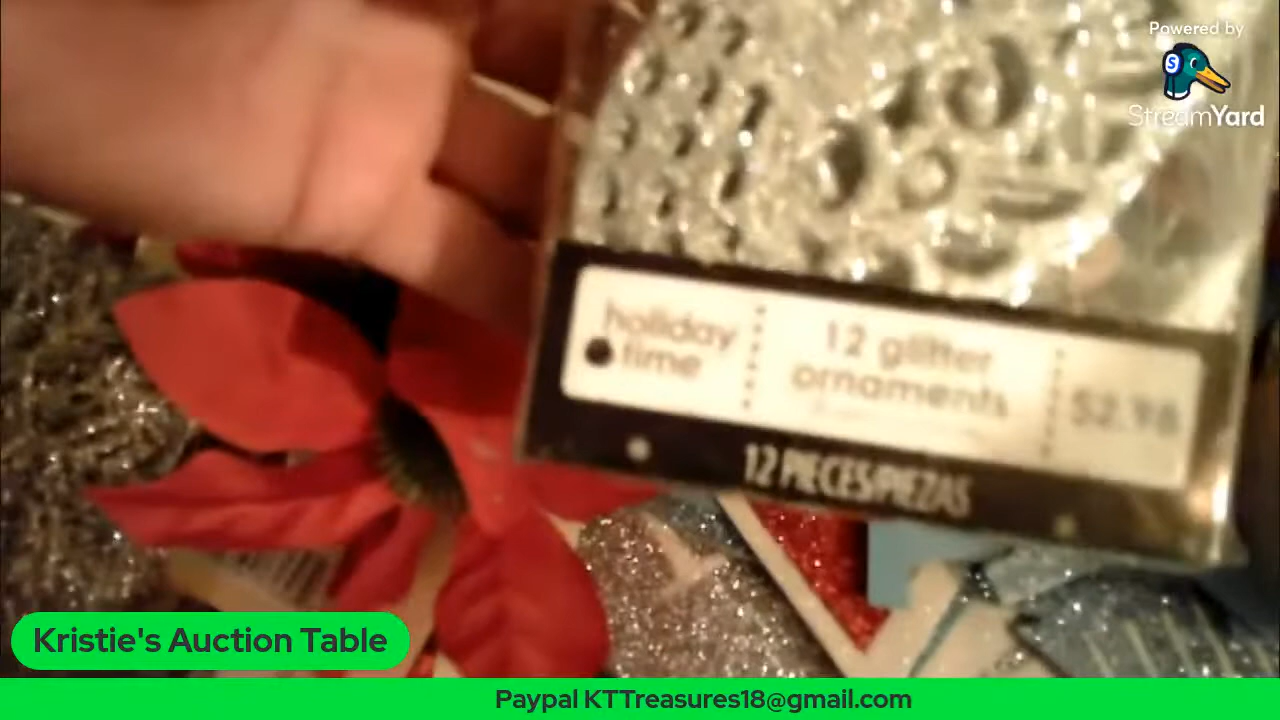 Powered by
StreamYard
holiday
time
12 glitter
ornaments
$2.98
12 PIECES/PIEZAS
Kristie's Auction Table
Paypal KTTreasures18@gmail.com